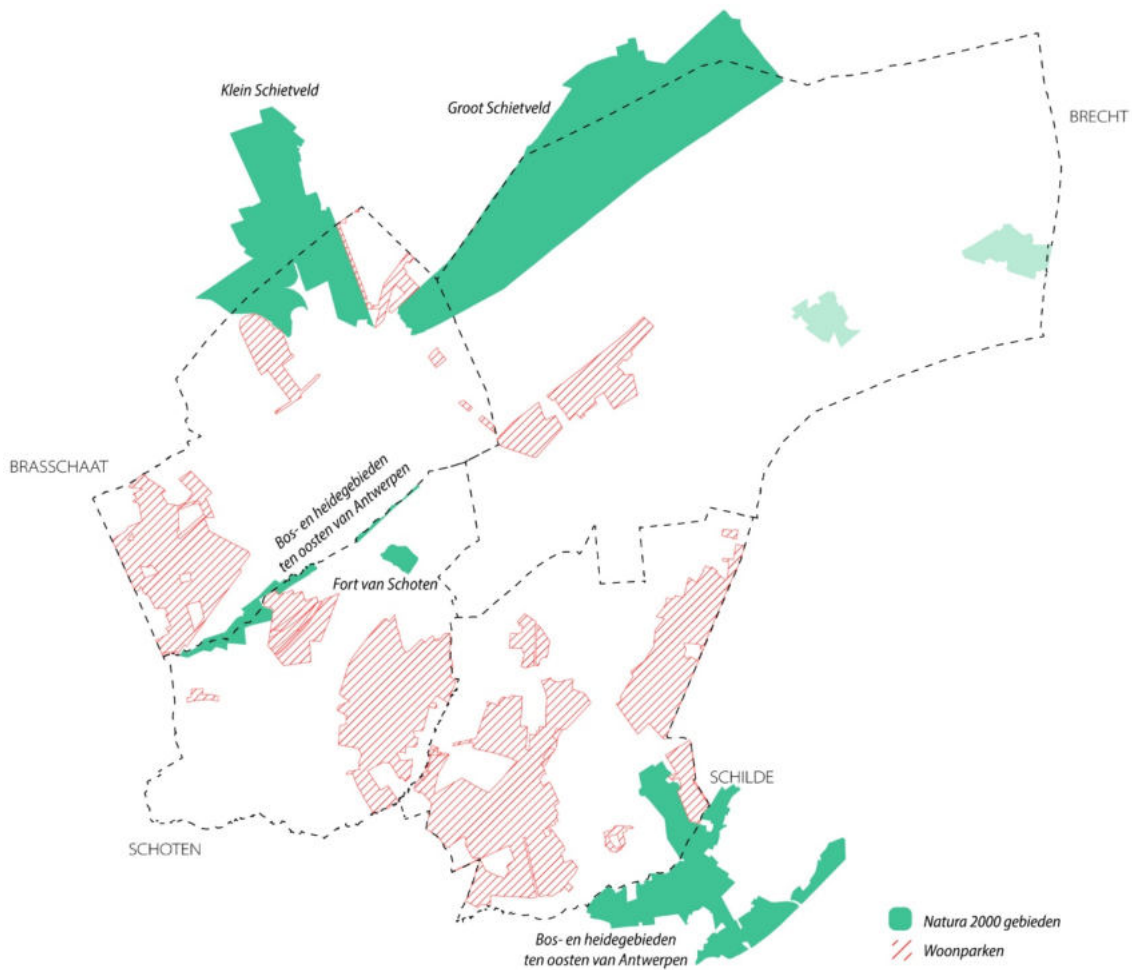 Klein Schietveld
Groot Schietveld
BRECHT
BRASSCHAAT
Bos- en heidegebieden
ten oosten van Antwerpen
Fort van Schoten
SCHILDE
SCHOTEN
Natura 2000 gebieden
Bos- en heidegebieden
ten oosten van Antwerpen
Woonparken